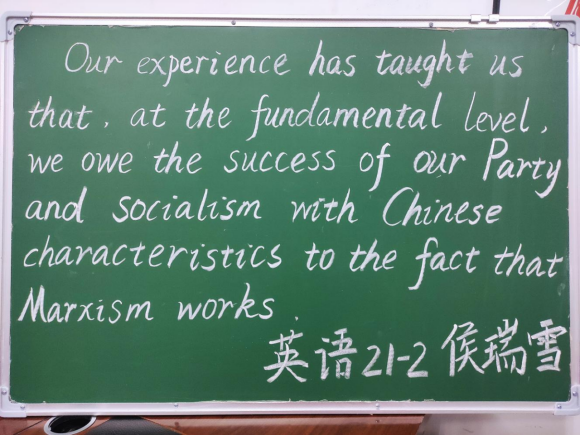 Our experience has taught us
that, at the fundamental level,
we owe the success of our Party
and socialism with Chinese
characteristics to the fact that
Marxism works.
英语21-2 侯瑞雪